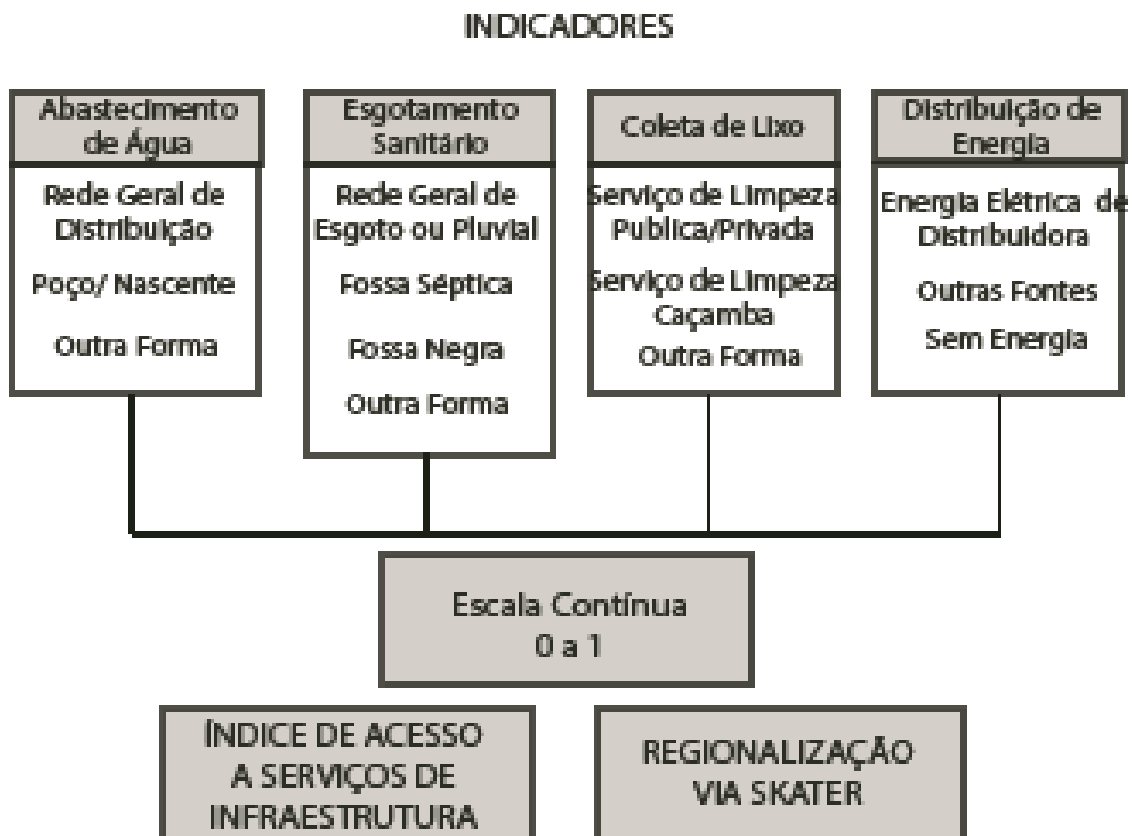 INDICADORES
Abastecimento
de Água
Rede Geral de
Distribuição
Poço/ Nascente
Outra Forma
Esgotamento
Sanitário
Rede Geral de
Esgoto ou Pluvial
Fossa Séptica
Fossa Negra
Outra Forma
Coleta de Lixo
Serviço de Limpeza
Publica/Privada
Serviço de Limpeza
Caçamba
Outra Forma
Distribuição de
Energia
Energia Elétrica de
Distribuidora
Outras Fontes
Sem Energia
Escala Contínua
0 a 1
ÍNDICE DE ACESSO
A SERVIÇOS DE
INFRAESTRUTURA
REGIONALIZAÇÃO
VIA SKATER